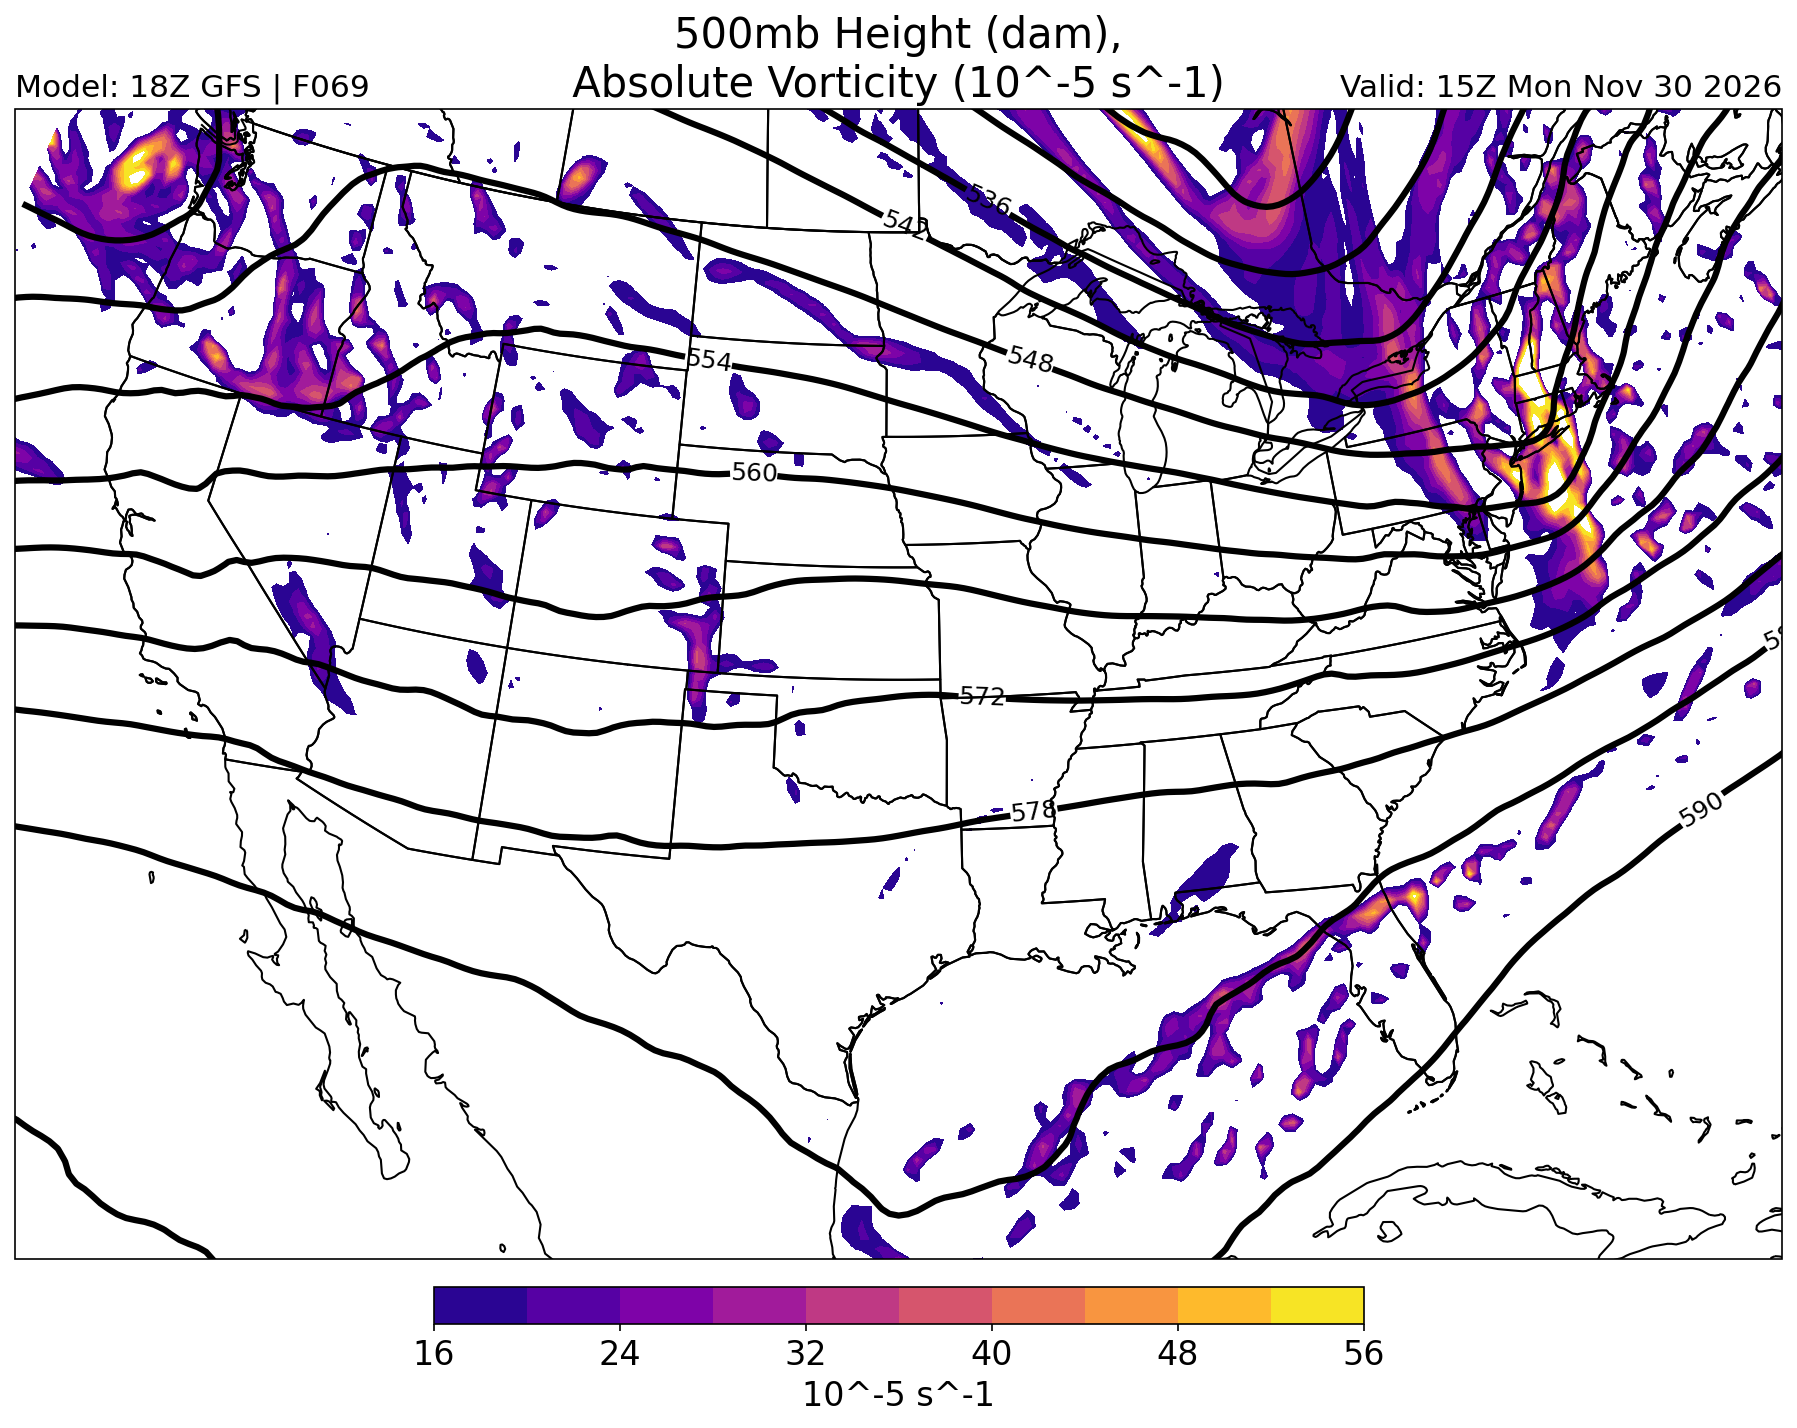 500mb Height (dam),
Model: 18Z GFS | F069
Absolute Vorticity (10^-5 s^-1)
Valid: 15Z Mon Nov 30 2026
536
542
548
554
560
572
578
590
16 24 32 40 48 56
10^-5 s^-1